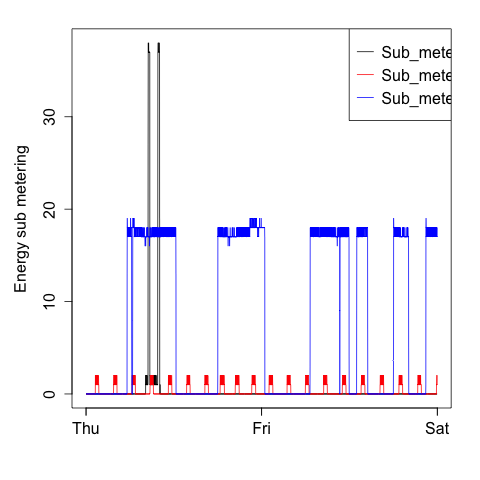 Sub_mete
Sub_mete
Sub_mete
Energy sub metering
30
20
10
0
Thu Fri Sat